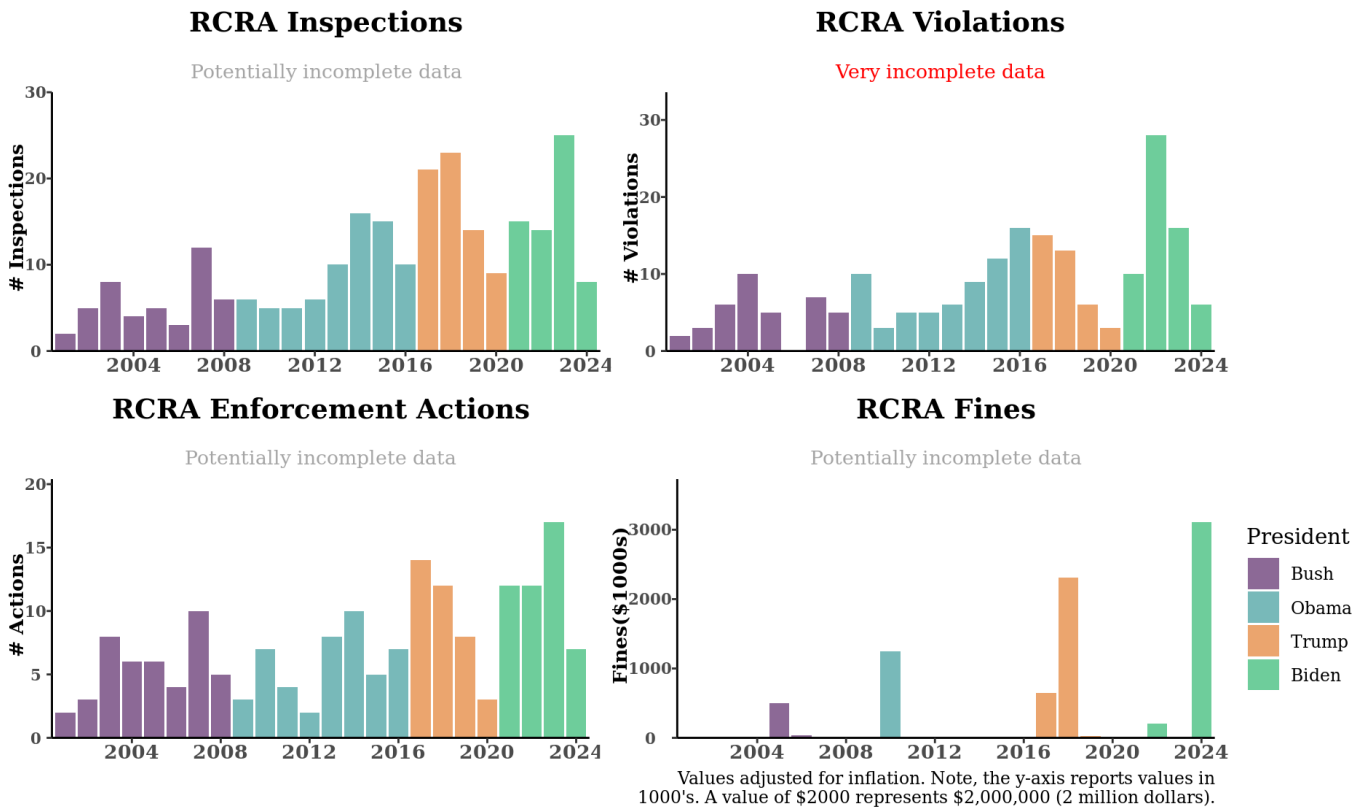 RCRA Inspections
Potentially incomplete data
# Inspections
30
20
10
0
2004 2008 2012 2016 2020 2024
RCRA Violations
Very incomplete data
# Violations
30
20
10
0
2004 2008 2012 2016 2020 2024
RCRA Enforcement Actions
Potentially incomplete data
# Actions
20
15
10
5
0
2004 2008 2012 2016 2020 2024
RCRA Fines
Potentially incomplete data
Fines($1000s)
3000
2000
1000
0
2004 2008 2012 2016 2020 2024
President
Bush
Obama
Trump
Biden
Values adjusted for inflation. Note, the y-axis reports values in
1000's. A value of $2000 represents $2,000,000 (2 million dollars).